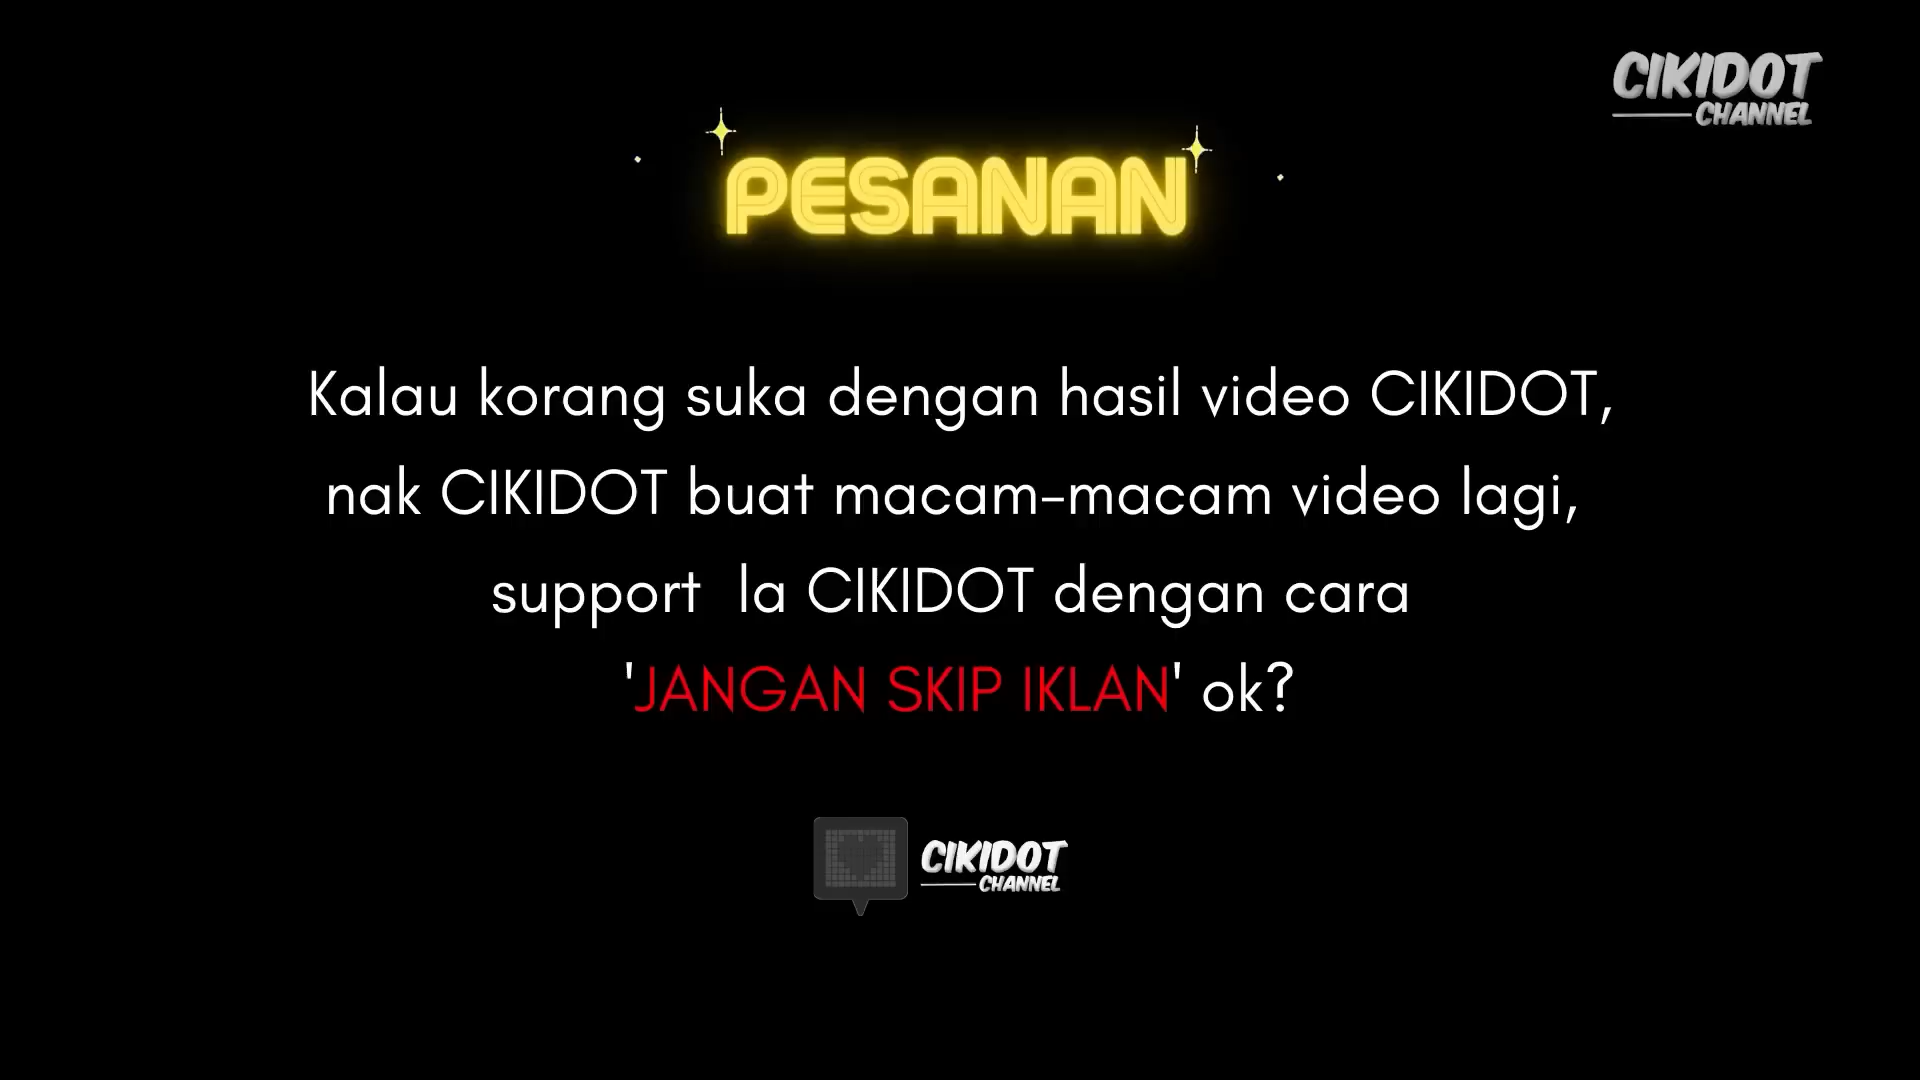 CIKIDOT
CHANNEL
PESANAN
Kalau korang suka dengan hasil video CIKIDOT,
nak CIKIDOT buat macam-macam video lagi,
support  la CIKIDOT dengan cara
'JANGAN SKIP IKLAN' ok?
CIKIDOT
CHANNEL